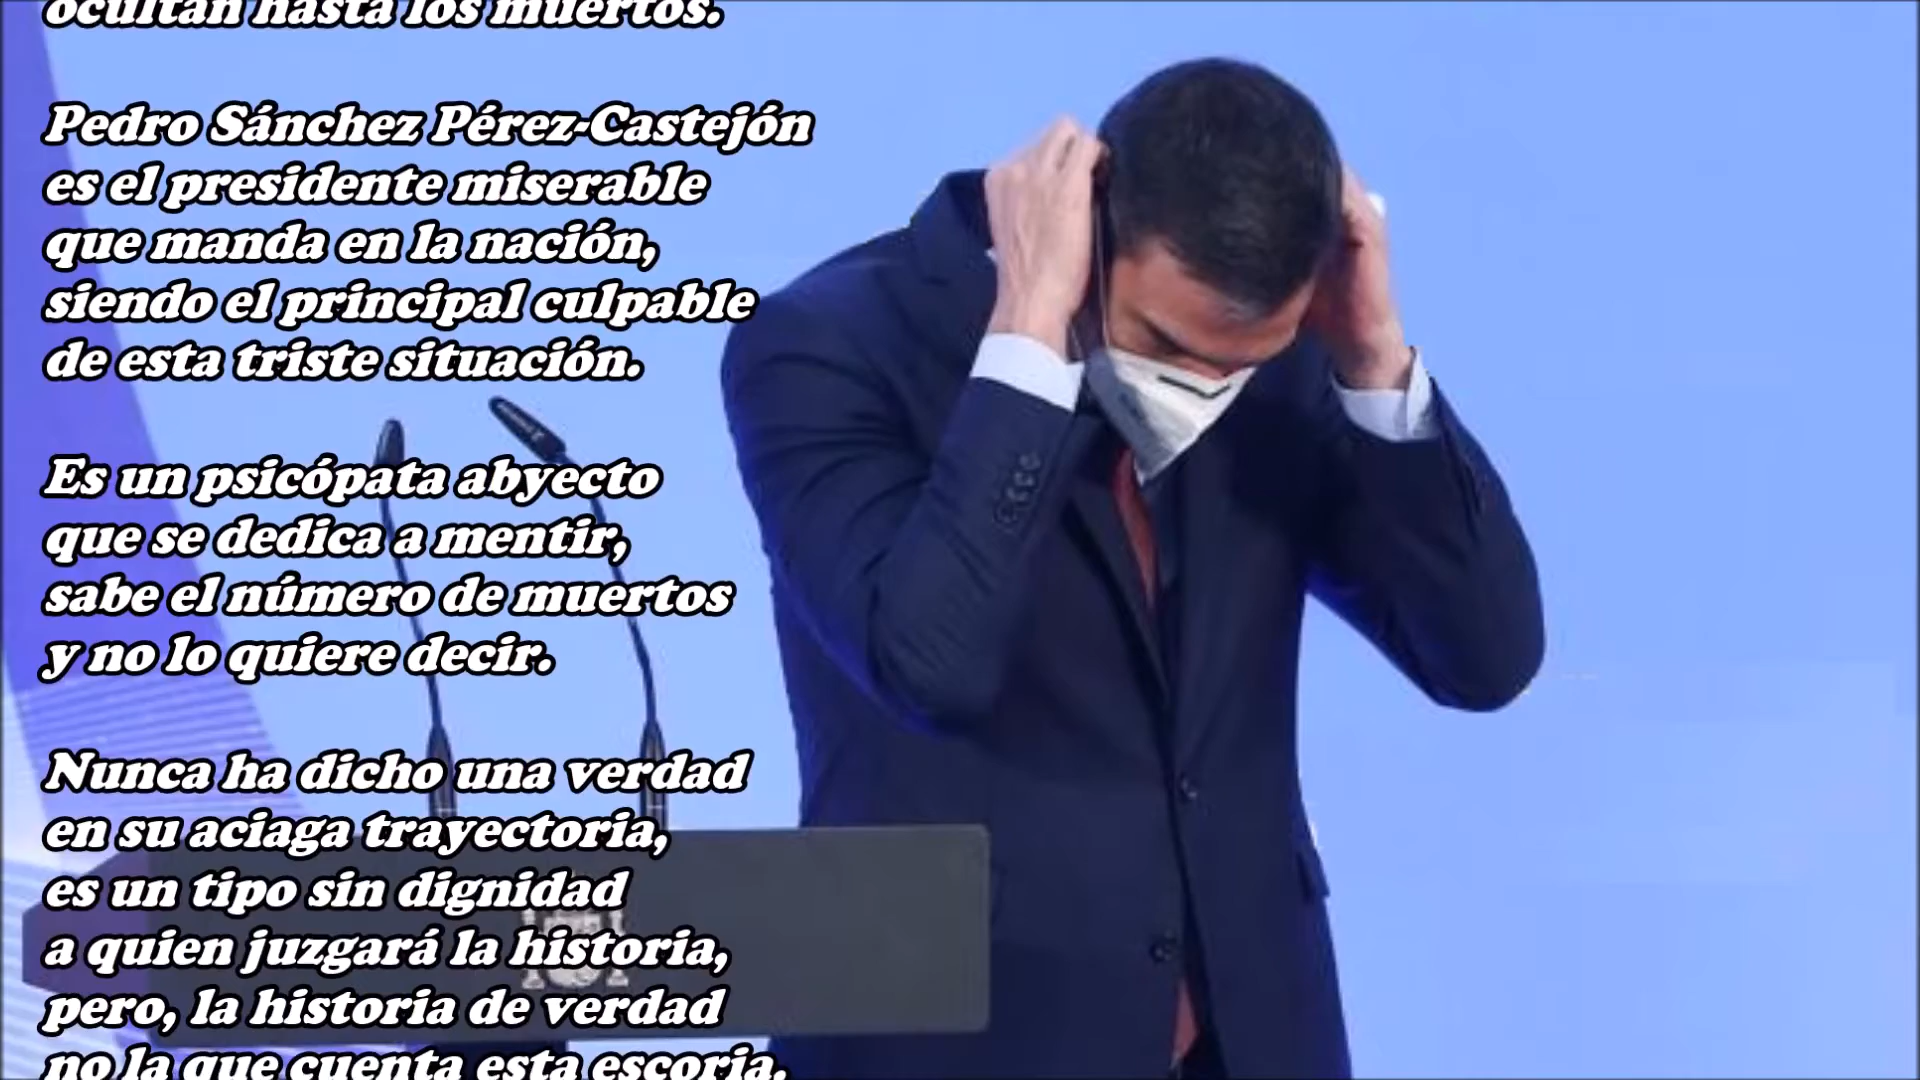 ocultan hasta los muertos.
Pedro Sánchez Pérez-Castejón
es el presidente miserable
que manda en la nación,
siendo el principal culpable
de esta triste situación.
Es un psicópata abyecto
que se dedica a mentir,
sabe el número de muertos
y no lo quiere decir.
Nunca ha dicho una verdad
en su aciaga trayectoria,
es un tipo sin dignidad
a quien juzgará la historia,
pero, la historia de verdad
no la que cuenta esta escoria.